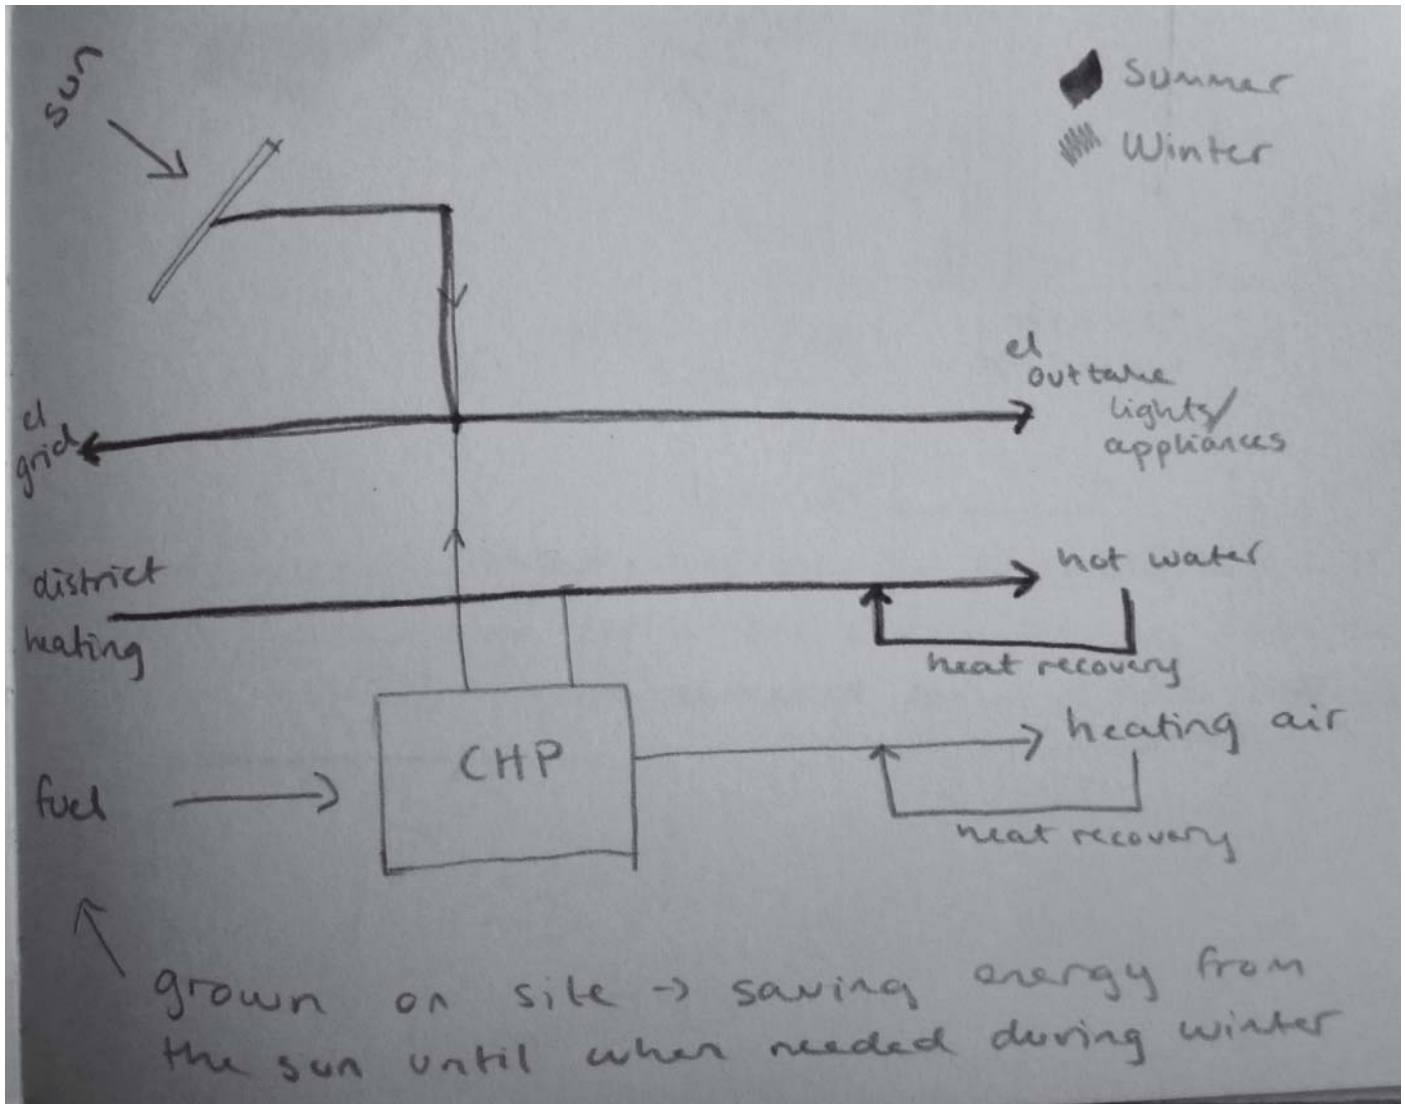 sun
Summer
Winter
el
outtake
lights/
appliances
el
grid
district
heating
hot water
heat recovery
CHP
heating air
heat recovery
fuel
grown on site -> saving energy from
the sun until when needed during winter